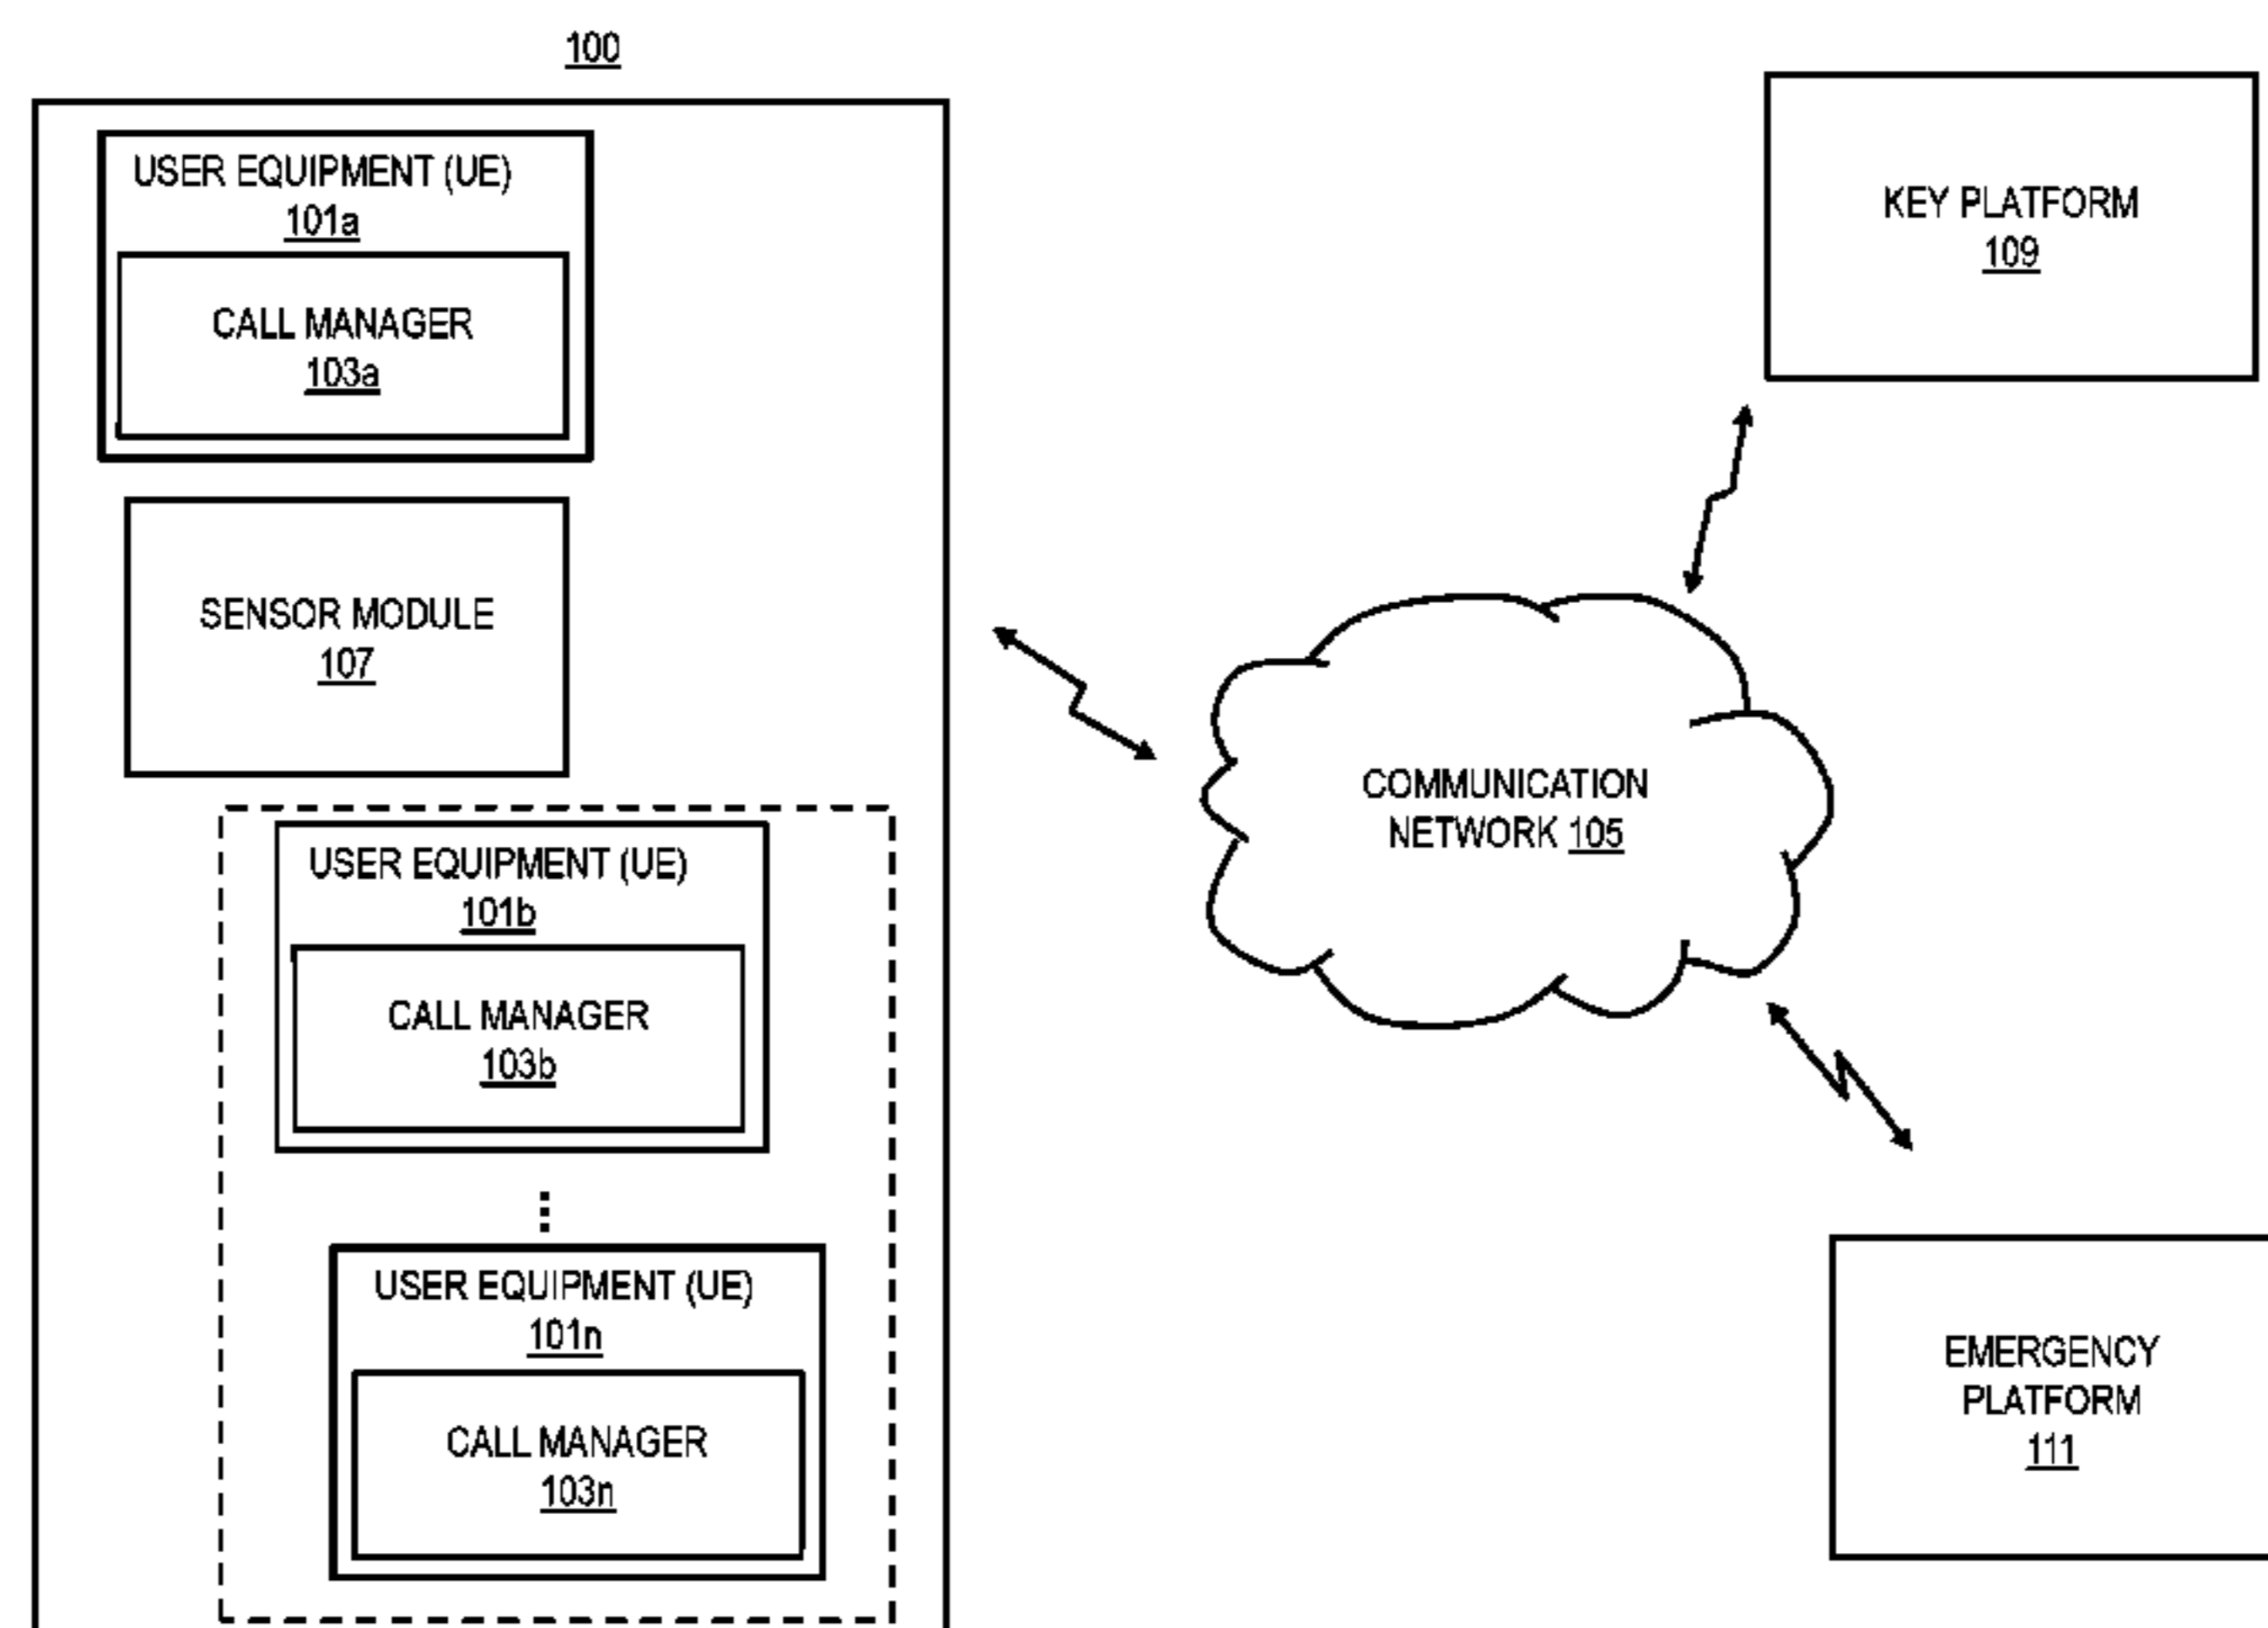 100
USER EQUIPMENT (UE)
101a
CALL MANAGER
103a
SENSOR MODULE
107
USER EQUIPMENT (UE)
101b
CALL MANAGER
103b
USER EQUIPMENT (UE)
101n
CALL MANAGER
103n
COMMUNICATION
NETWORK 105
KEY PLATFORM
109
EMERGENCY
PLATFORM
111